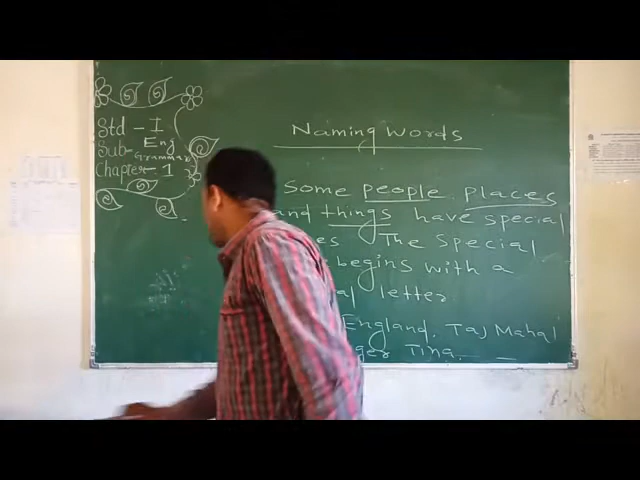 Std - I
Sub- Eng
Grammar
Chapter- 1
Naming words
Some people places
and things have special
The special
begins with a
letter
England. Taj Mahal
Tina